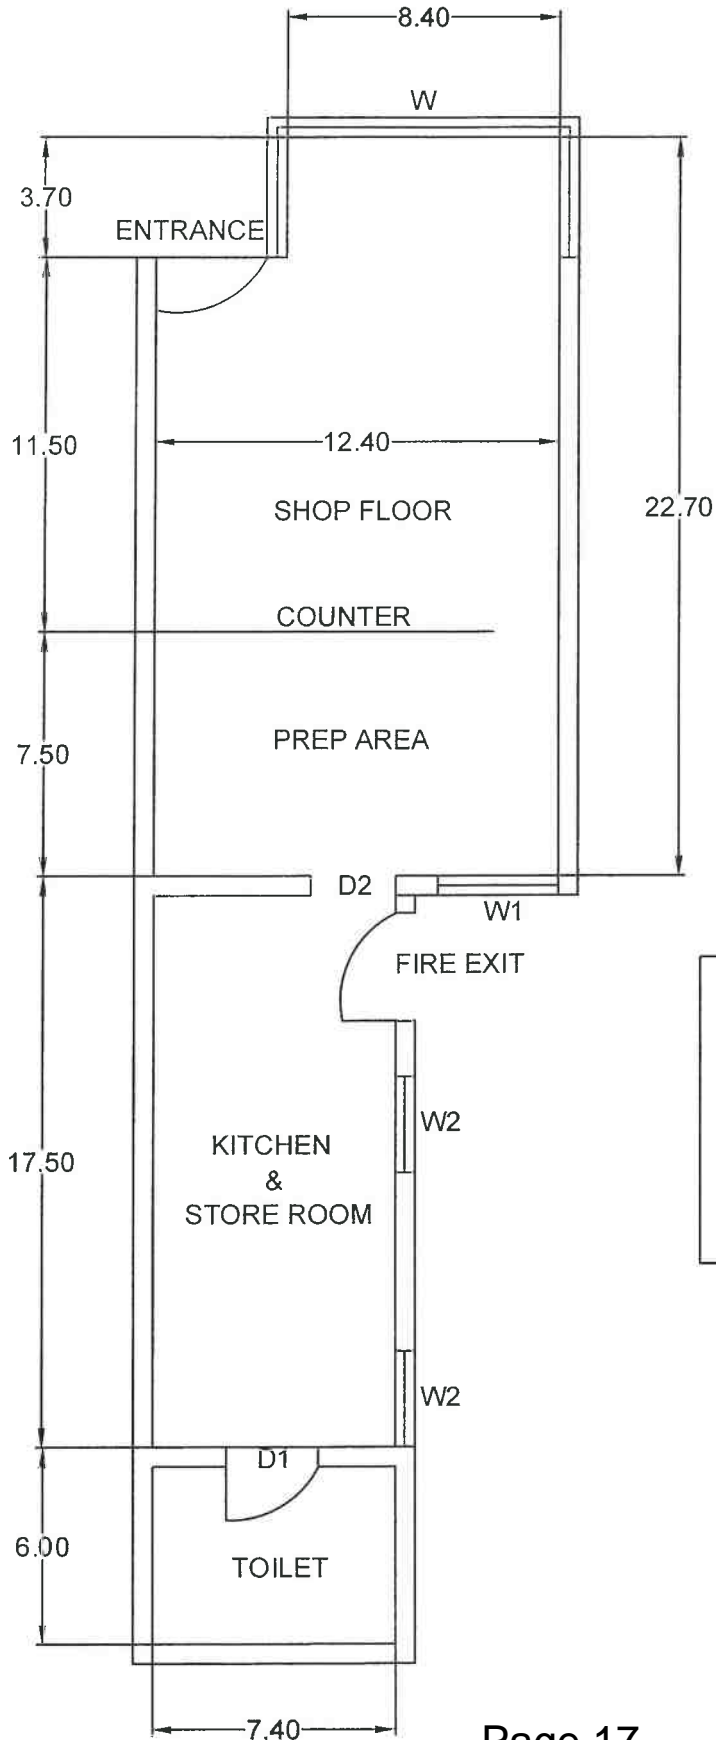 8.40
W
3.70
ENTRANCE
11.50
12.40
SHOP FLOOR
22.70
COUNTER
7.50
PREP AREA
D2
W1
FIRE EXIT
W2
KITCHEN
&
STORE ROOM
17.50
W2
D1
6.00
TOILET
7.40
Page 17